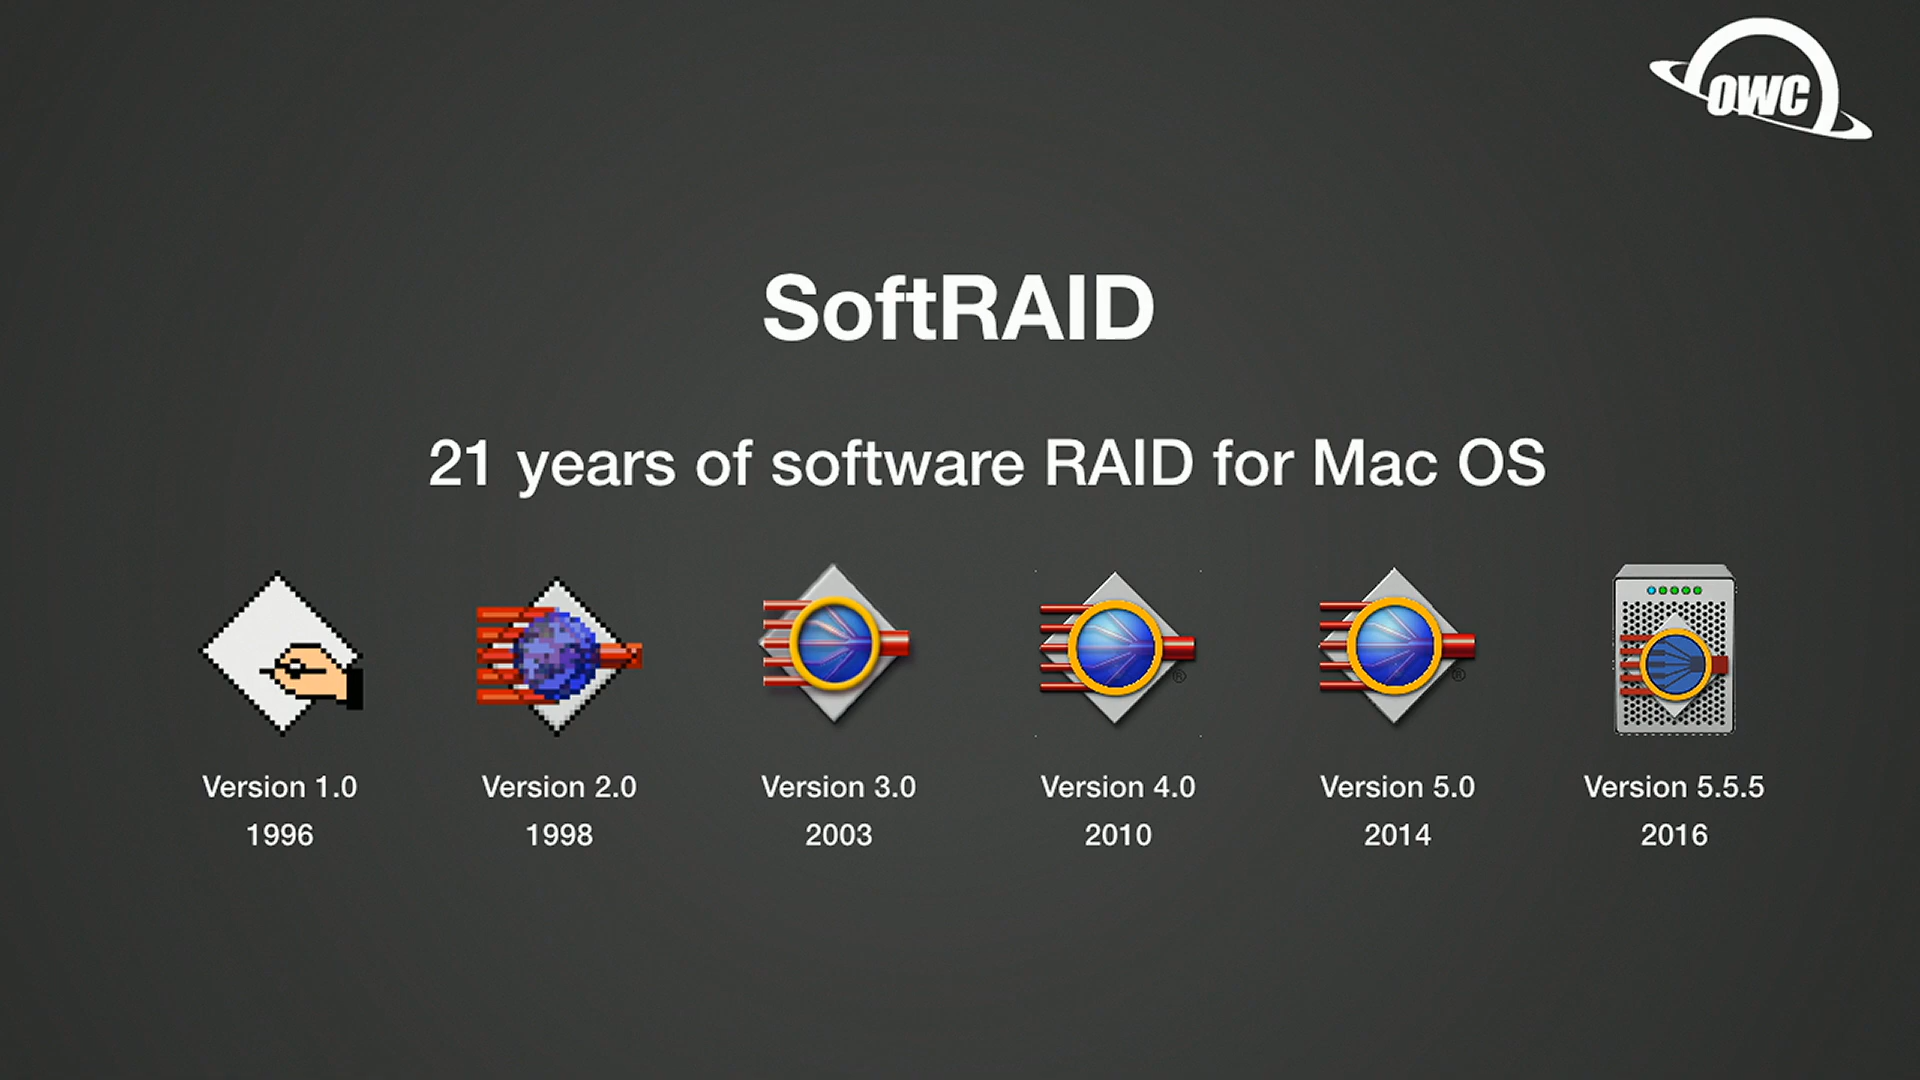 OWC
SoftRAID
21 years of software RAID for Mac OS
®
®
Version 1.0
Version 2.0
Version 3.0
Version 4.0
Version 5.0
Version 5.5.5
1996
1998
2003
2010
2014
2016